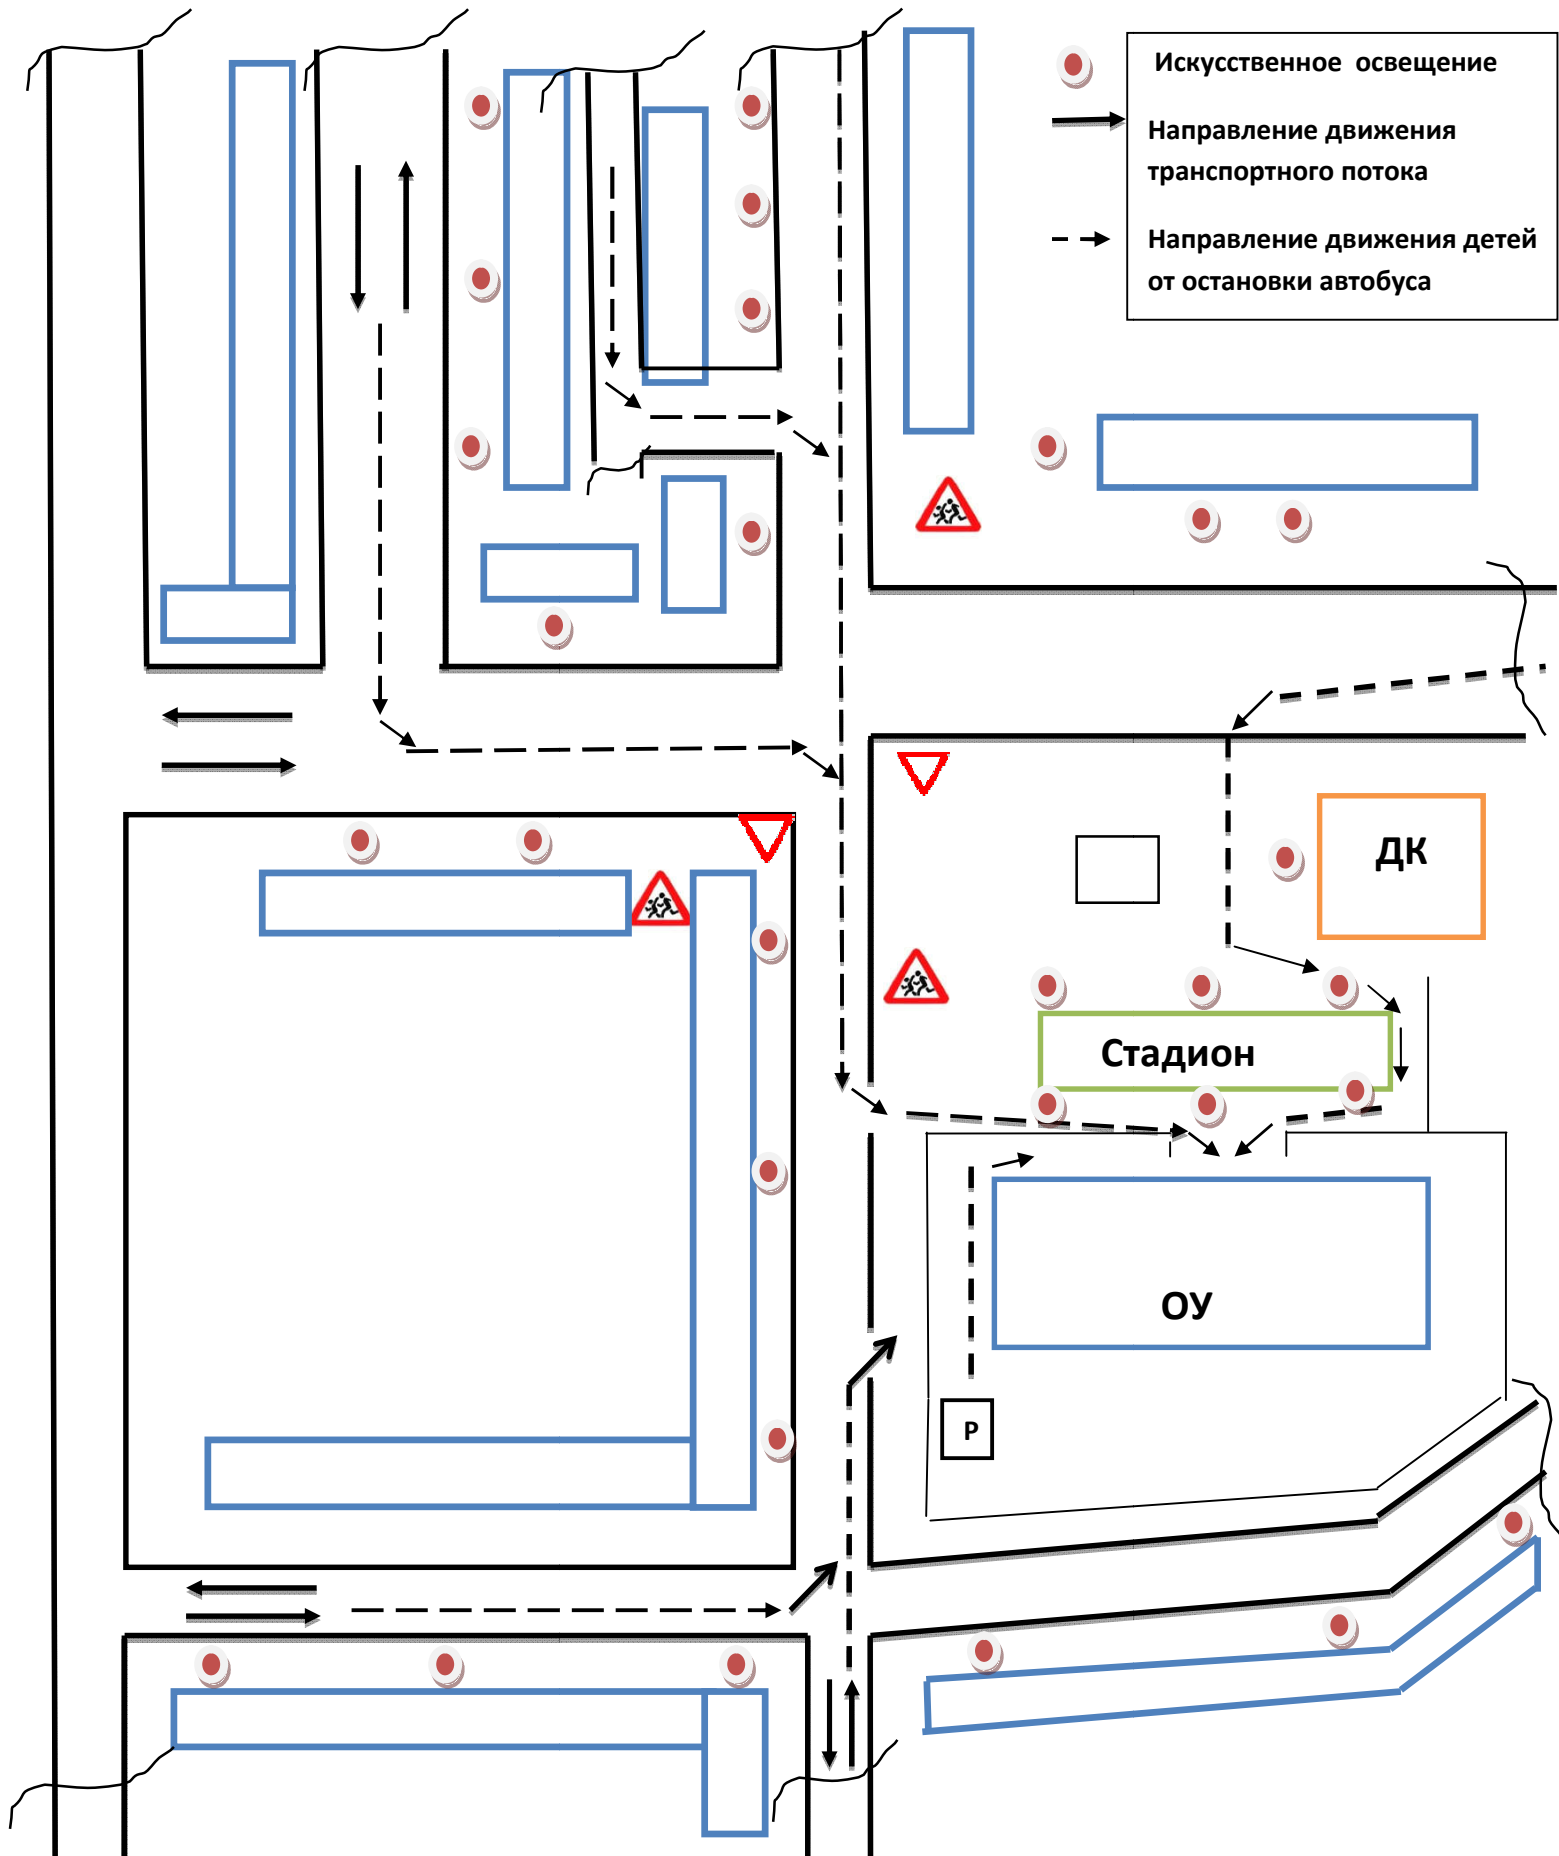 Искусственное освещение
Направление движения
транспортного потока
Направление движения детей
от остановки автобуса
ДК
Стадион
ОУ
Р